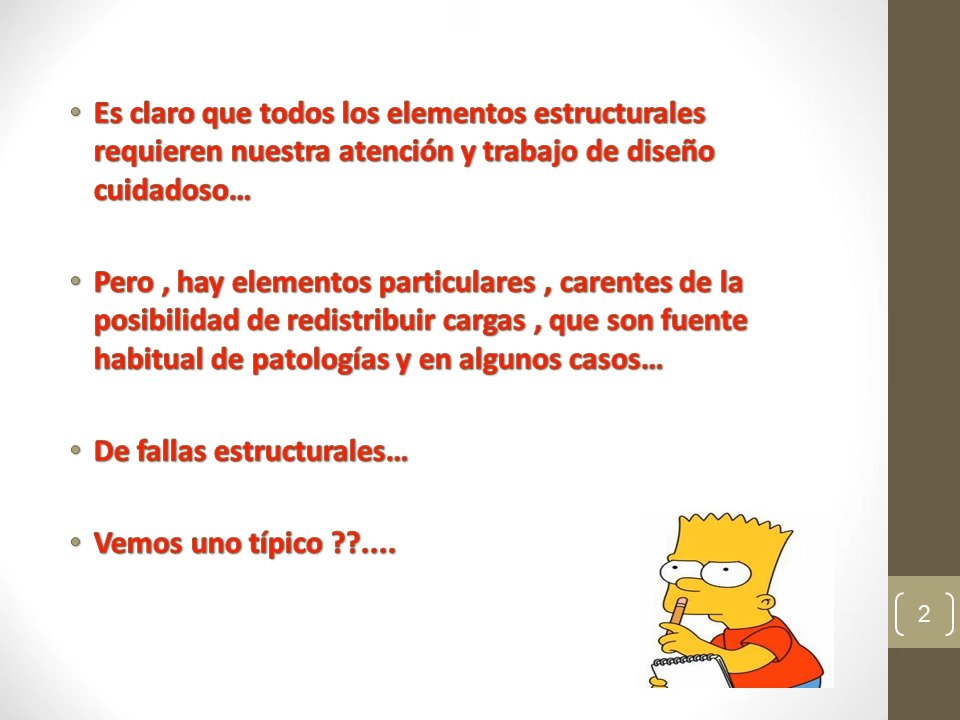 • Es claro que todos los elementos estructurales
requieren nuestra atención y trabajo de diseño
cuidadoso…
• Pero , hay elementos particulares , carentes de la
posibilidad de redistribuir cargas , que son fuente
habitual de patologías y en algunos casos…
• De fallas estructurales…
• Vemos uno típico ??....
2